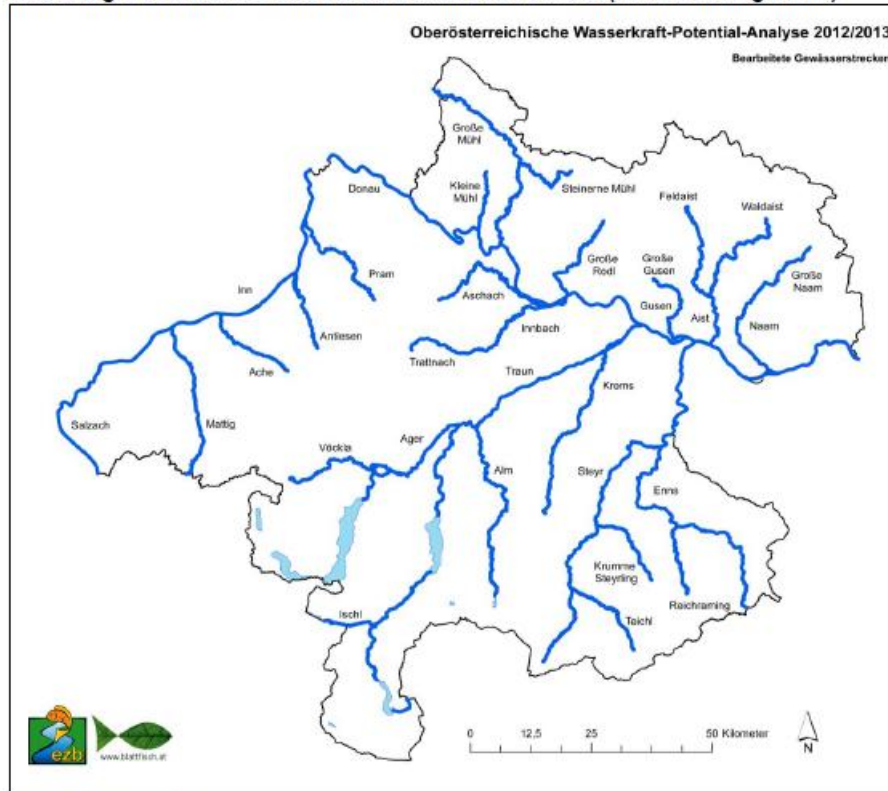 Oberösterreichische Wasserkraft-Potential-Analyse 2012/2013
Bearbeitete Gewässerstrecken
Große
Mühl
Donau
Kleine
Mühl
Steinerne Mühl
Feldaist
Waldaist
Große
Rodl
Große
Gusen
Große
Naarn
Pram
Inn
Aschach
Gusen
Aist
Naarn
Innbach
Antiesen
Trattnach
Ache
Traun
Krems
Salzach
Mattig
Ager
Vöckla
Alm
Steyr
Enns
Krumme
Steyrling
Ischl
Teichl
Reichraming
ezb
www.blattfisch.at
0
12,5
25
50 Kilometer
N